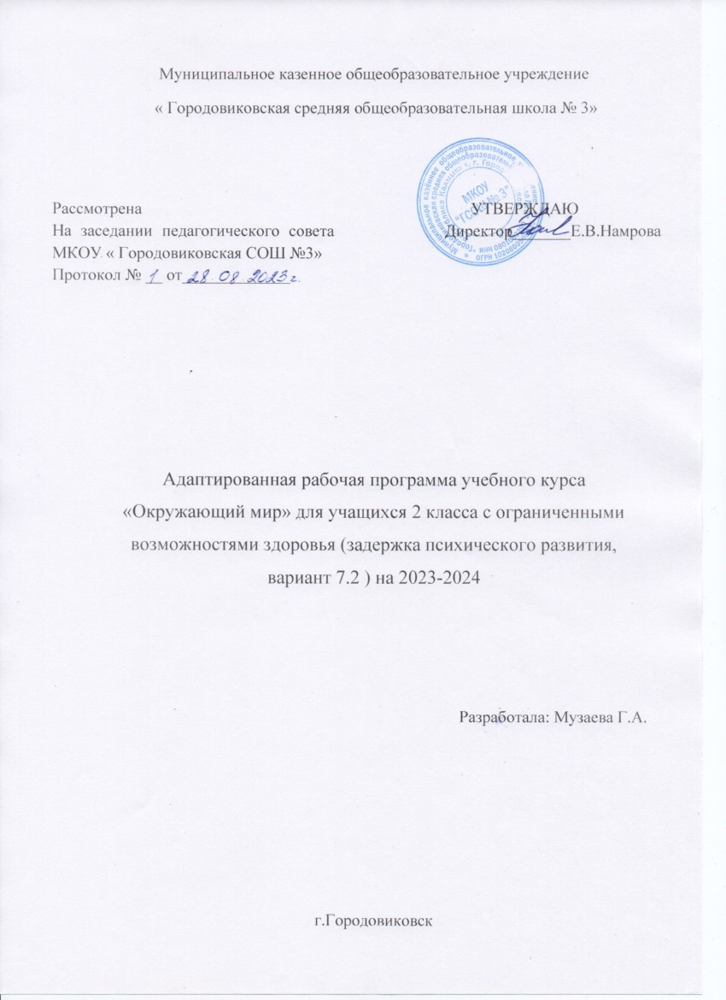 Муниципальное казенное общеобразовательное учреждение
« Городовиковская средняя общеобразовательная школа № 3»
Рассмотрена
На заседании педагогического совета
МКОУ « Городовиковская СОШ №3»
Протокол № 1 от 28.08.2023г.
УТВЕРЖДАЮ
Директор Е.В.Намрова
МКОУ
"ГСОШ № 3"
Адаптированная рабочая программа учебного курса
«Окружающий мир» для учащихся 2 класса с ограниченными
возможностями здоровья (задержка психического развития,
вариант 7.2 ) на 2023-2024
Разработала: Музаева Г.А.
г.Городовиковск